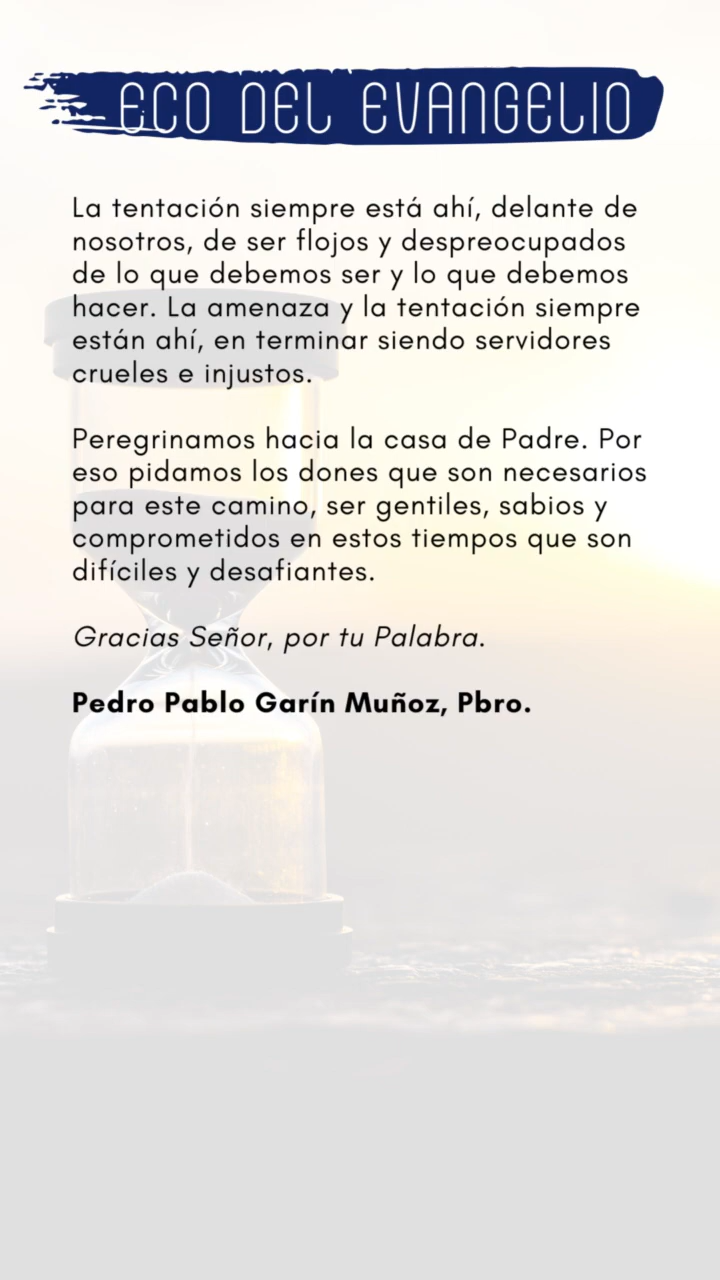 ECO DEL EVANGELIO
La tentación siempre está ahí, delante de
nosotros, de ser flojos y despreocupados
de lo que debemos ser y lo que debemos
hacer. La amenaza y la tentación siempre
están ahí, en terminar siendo servidores
crueles e injustos.
Peregrinamos hacia la casa de Padre. Por
eso pidamos los dones que son necesarios
para este camino, ser gentiles, sabios y
comprometidos en estos tiempos que son
difíciles y desafiantes.
Gracias Señor, por tu Palabra.
Pedro Pablo Garín Muñoz, Pbro.